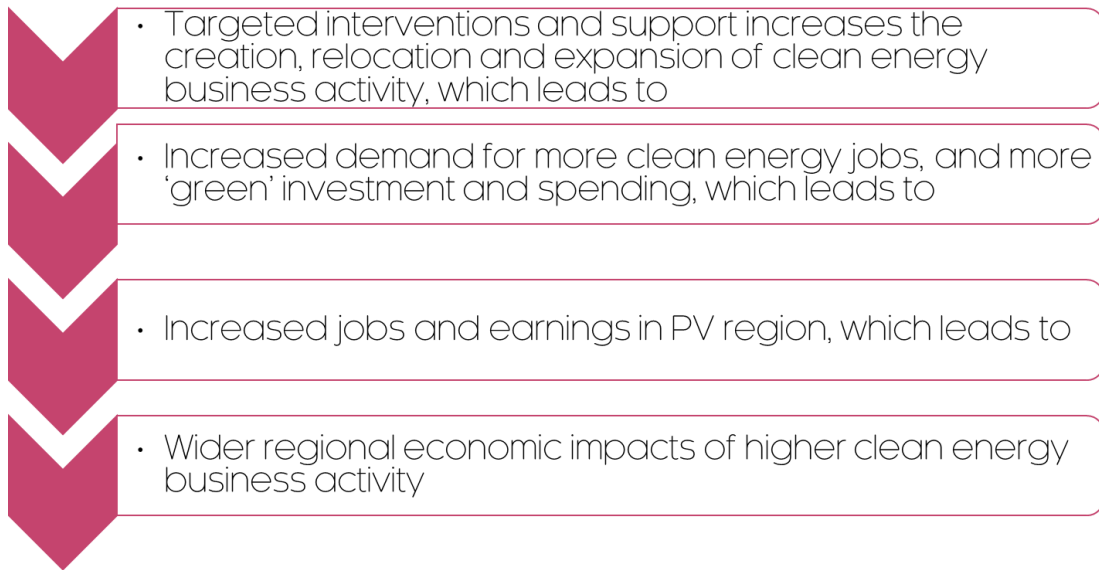 • Targeted interventions and support increases the
creation, relocation and expansion of clean energy
business activity, which leads to
• Increased demand for more clean energy jobs, and more
‘green’ investment and spending, which leads to
• Increased jobs and earnings in PV region, which leads to
• Wider regional economic impacts of higher clean energy
business activity